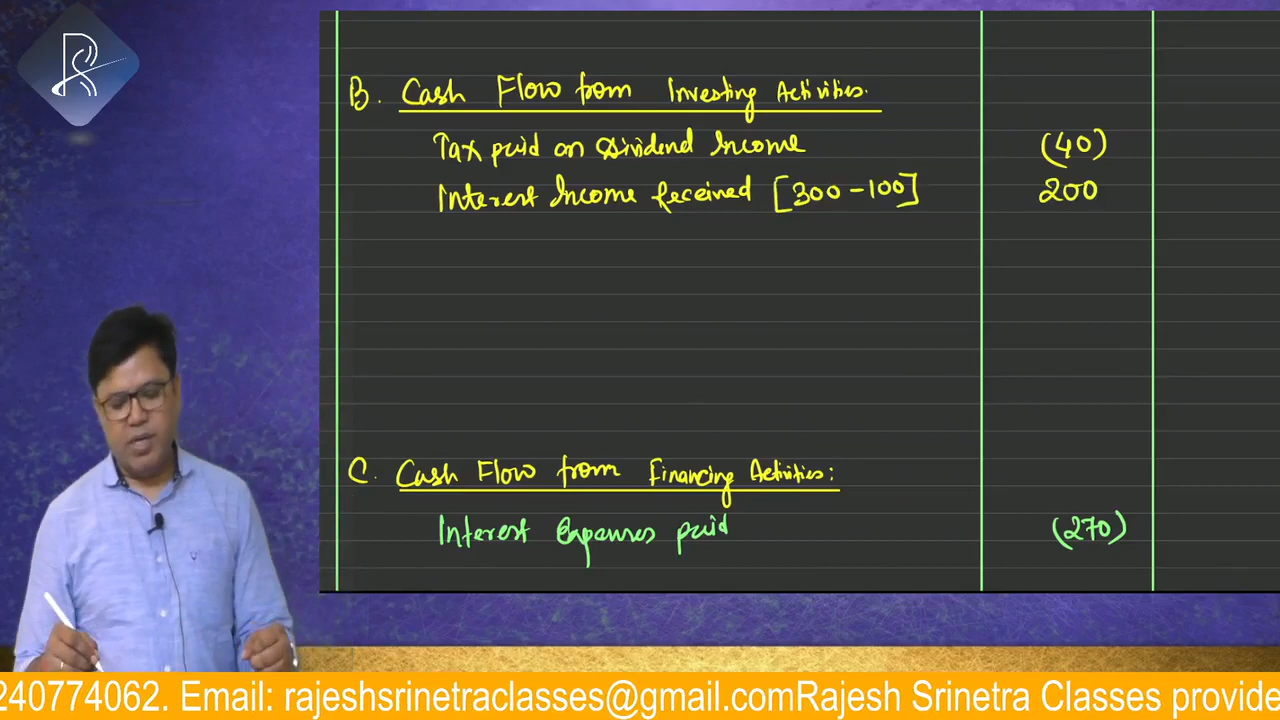 B. Cash Flow from Investing Activities.
Tax paid on Dividend Income (40)
Interest Income Received [300-100] 200
C. Cash Flow from Financing Activities:
Interest Expenses paid (270)
240774062. Email: rajeshsrinetraclasses@gmail.comRajesh Srinetra Classes provide